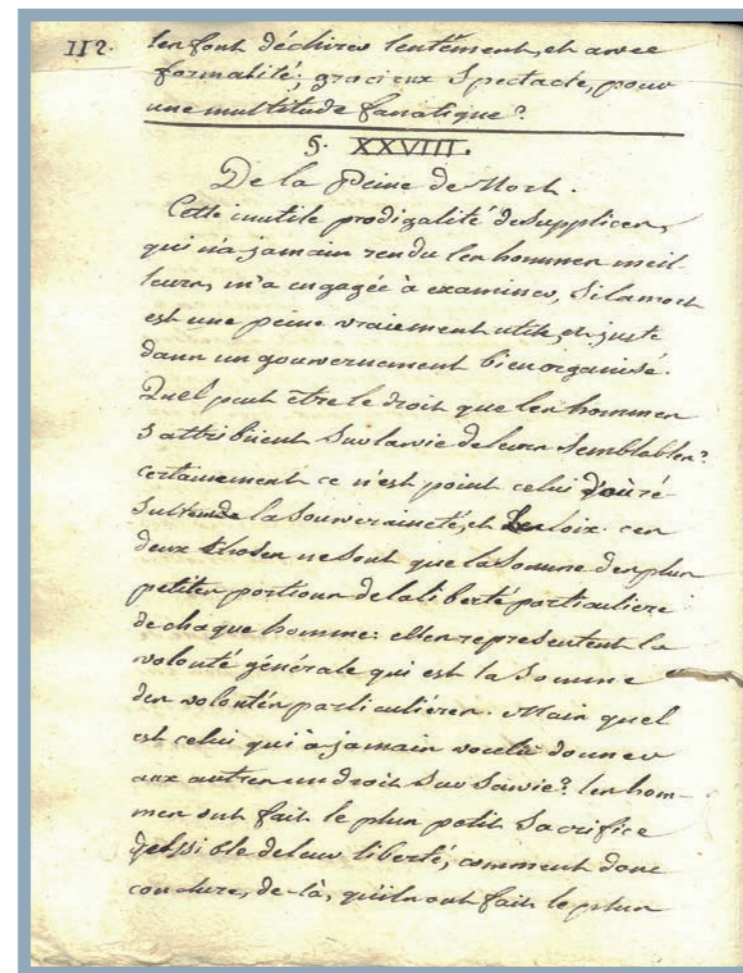 112. les font déchirer lentement, et avec
formalité; gracieux Spectacle, pour
une multitude fanatique?
§. XXVIII.
De la Peine de Mort.
Cette inutile prodigalité de supplices,
qui n'a jamais rendu les hommes meil-
leurs, m'a engagée à examiner, Si la mort
est une peine vraiement utile, et juste
dans un gouvernement bien organisé.
Quel peut être le droit que les hommes
s'attribüent Sur la vie de leurs Semblables?
certainement ce n'est point celui d'où ré-
Sultent la Souveraineté, et Les loix. ces
deux choses ne sont que la Somme des plus
petites portions de la liberté particuliere
de chaque homme: elles representent la
volonté générale qui est la Somme
des volontés particuliéres. Mais quel
est celui qui à jamais voulu donner
aux autres un droit Sur Sa vie? les hom-
mes ont fait le plus petit Sacrifice
possible de leur liberté, comment donc
conclure, de-là, qu'ils ont fait le plus